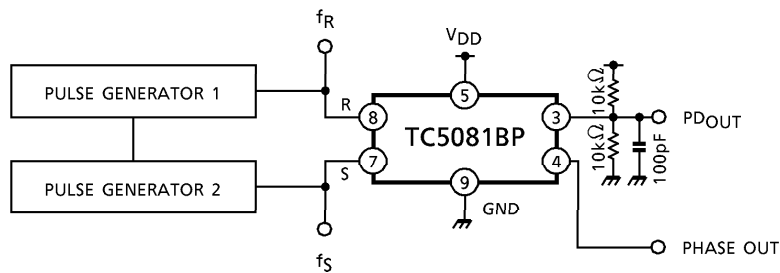 fR
VDD
PULSE GENERATOR 1
R
8
5
3
10kΩ
PDOUT
TC5081BP
7
S
4
10kΩ
100pF
PULSE GENERATOR 2
9
GND
fS
PHASE OUT